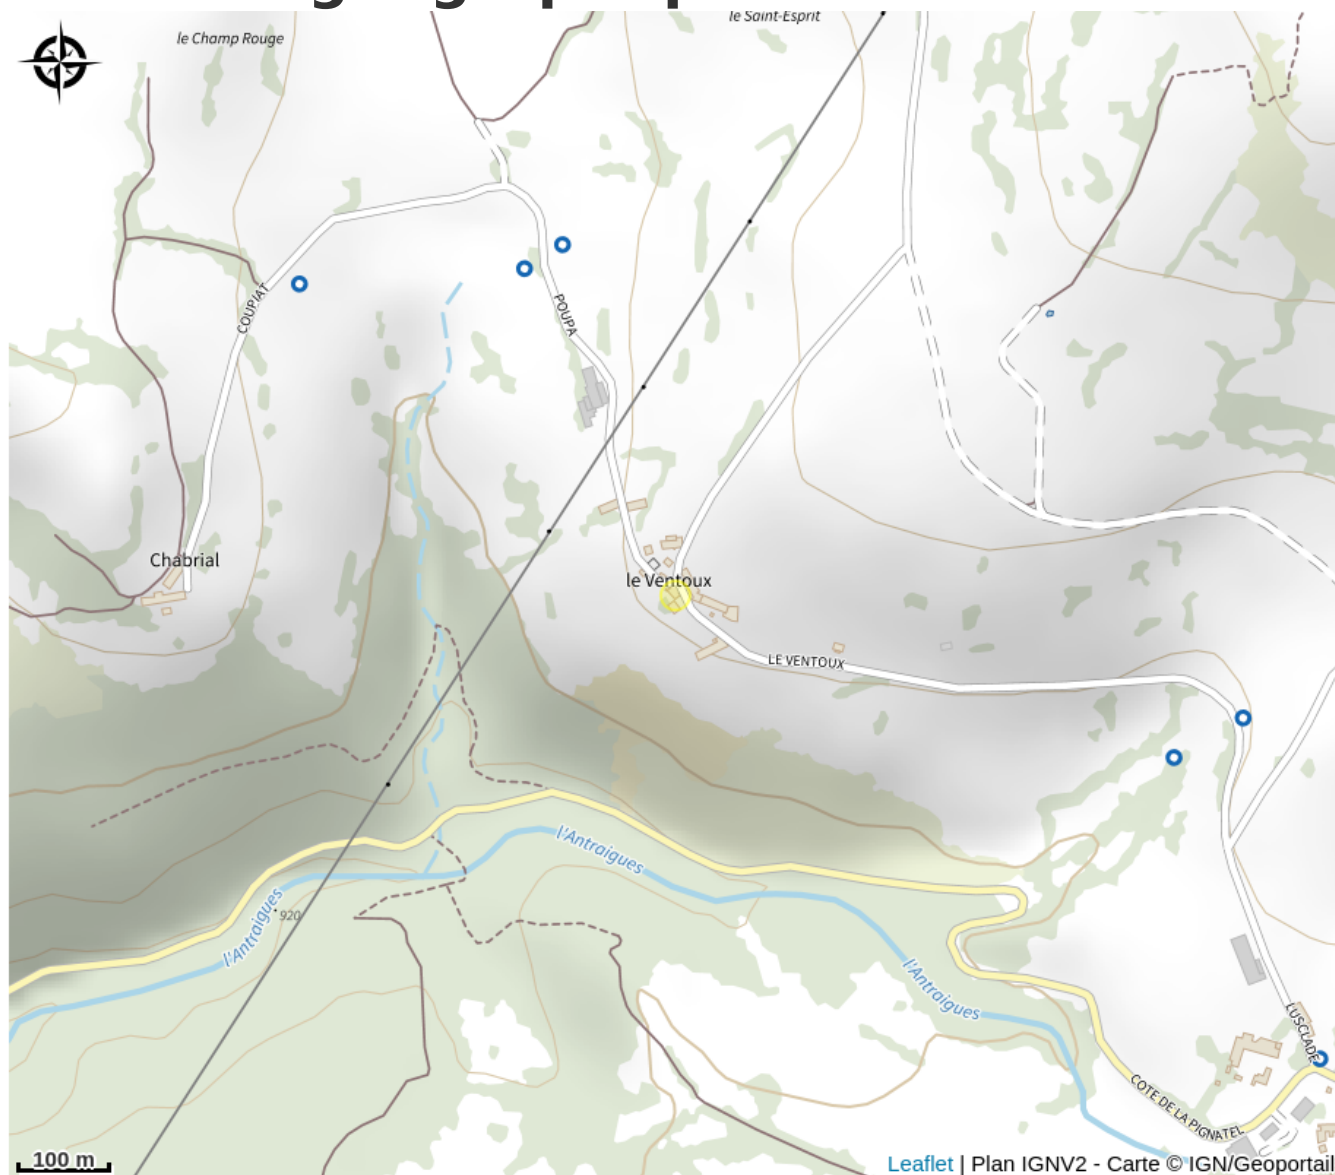 le Saint-Esprit
le Champ Rouge
COUPIAT
POUPA
Chabrial
le Ventoux
LE VENTOUX
l'Antraigues
920
l'Antraigues
l'Antraigues
LUSCLADE
COTE DE LA PIGNATEL
100 m
Leaflet | Plan IGNV2 - Carte © IGN/Geoportail